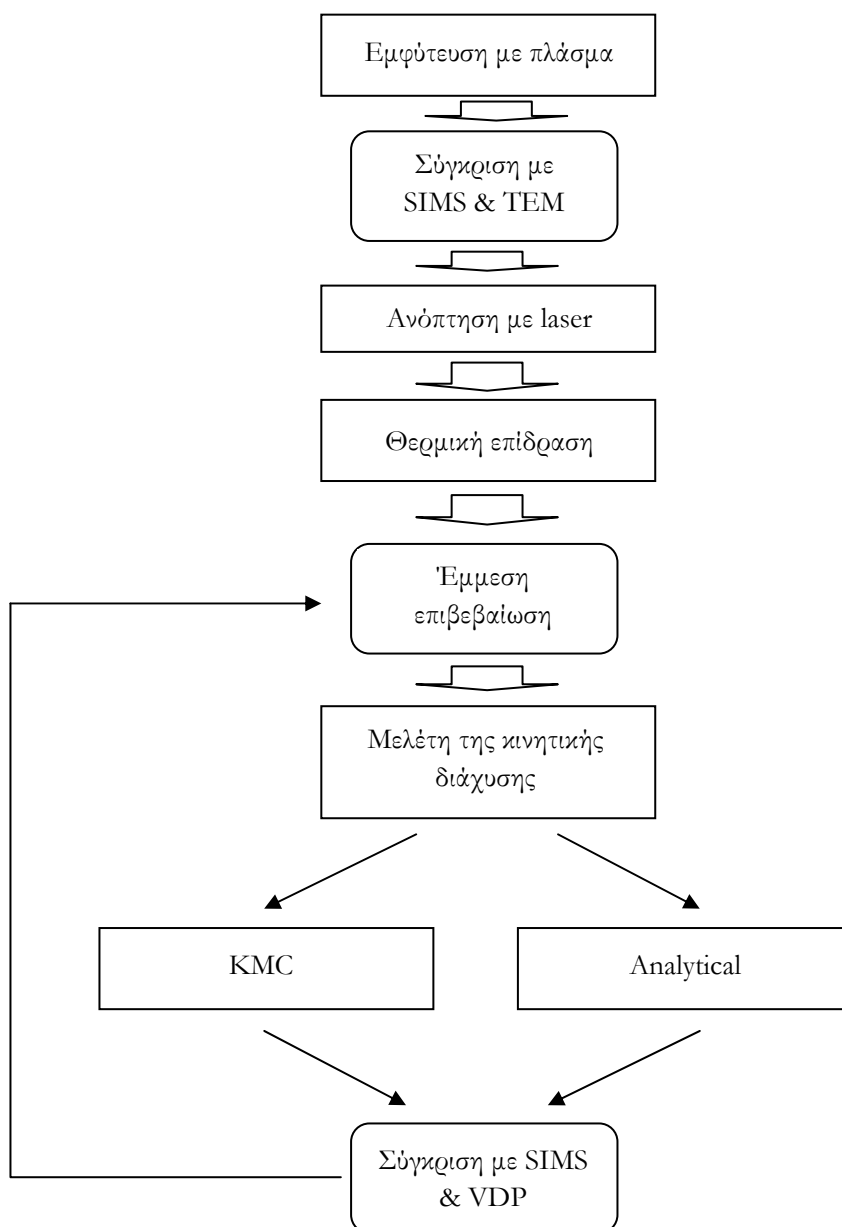 Εμφύτευση με πλάσμα
Σύγκριση με
SIMS & TEM
Ανόπτηση με laser
Θερμική επίδραση
Έμμεση
επιβεβαίωση
Μελέτη της κινητικής
διάχυσης
KMC
Analytical
Σύγκριση με SIMS
& VDP